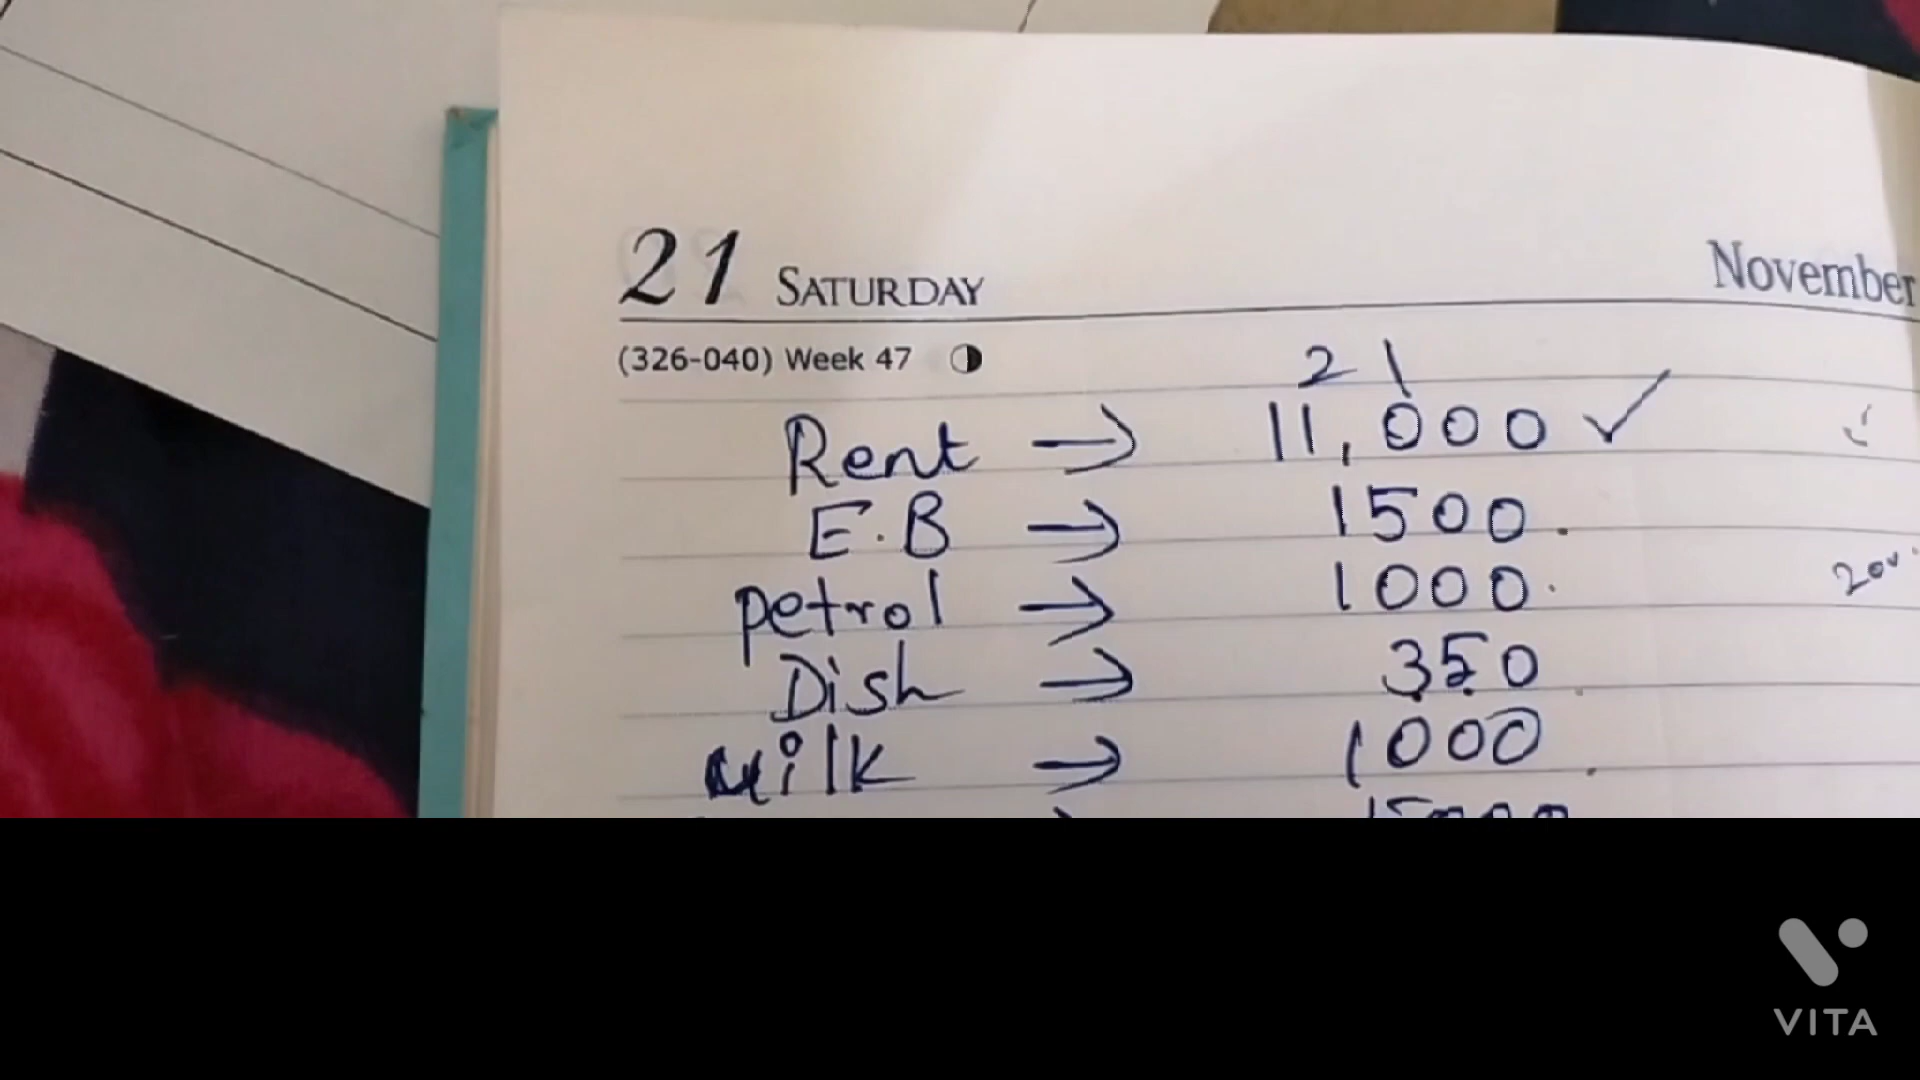 21 SATURDAY November
(326-040) Week 47
21
Rent → 11,000 ✓
E.B → 1500.
Petrol → 1000.
200.
Dish → 350
Milk → 1000
VITA